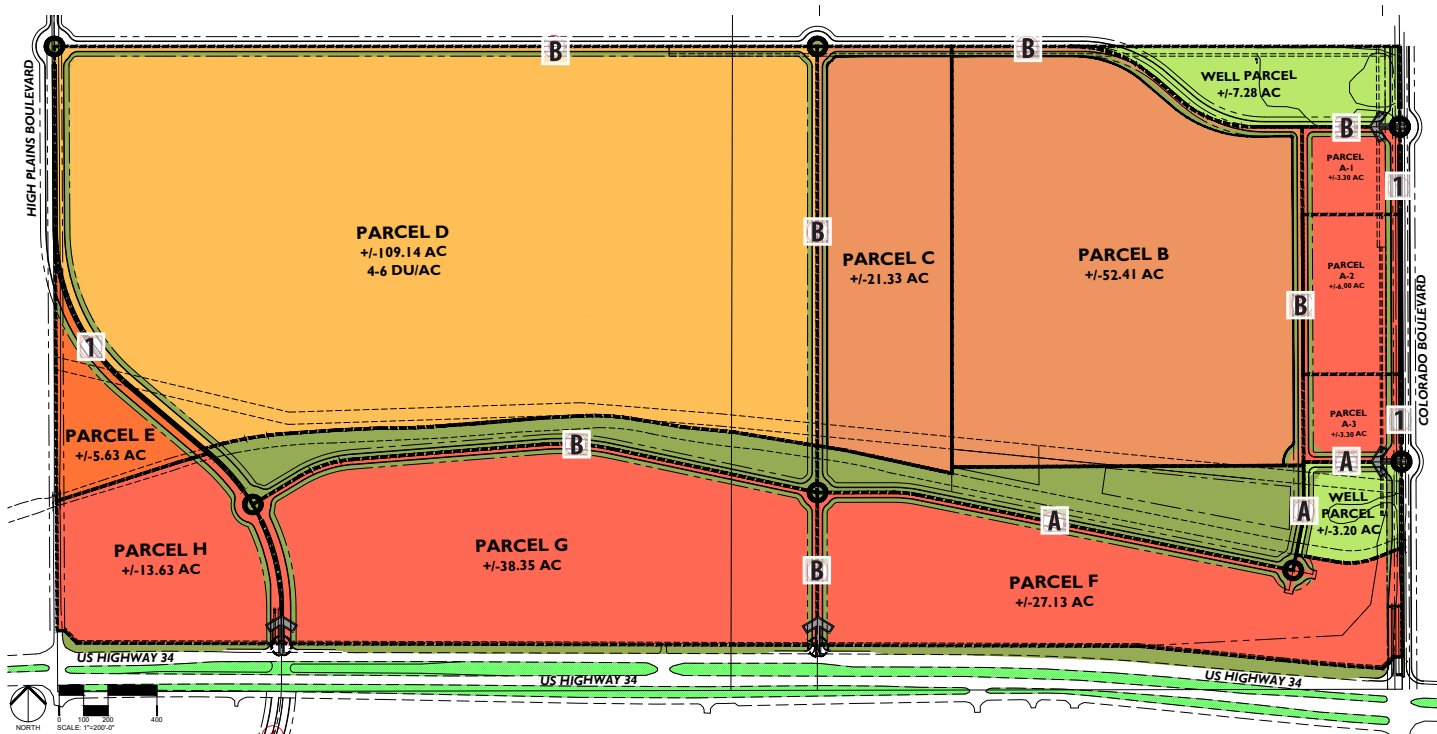 B
B
WELL PARCEL
+/-7.28 AC
HIGH PLAINS BOULEVARD
B
PARCEL
A-1
+/-3.30 AC
1
PARCEL D
+/-109.14 AC
4-6 DU/AC
B
PARCEL C
+/-21.33 AC
PARCEL B
+/-52.41 AC
PARCEL
A-2
+/-6.00 AC
B
COLORADO BOULEVARD
1
PARCEL E
+/-5.63 AC
B
PARCEL
A-3
+/-3.30 AC
1
A
WELL
PARCEL
+/-3.20 AC
A
A
PARCEL H
+/-13.63 AC
PARCEL G
+/-38.35 AC
B
PARCEL F
+/-27.13 AC
US HIGHWAY 34
US HIGHWAY 34
US HIGHWAY 34
0 100 200 400
NORTH
SCALE: 1"=200'-0"